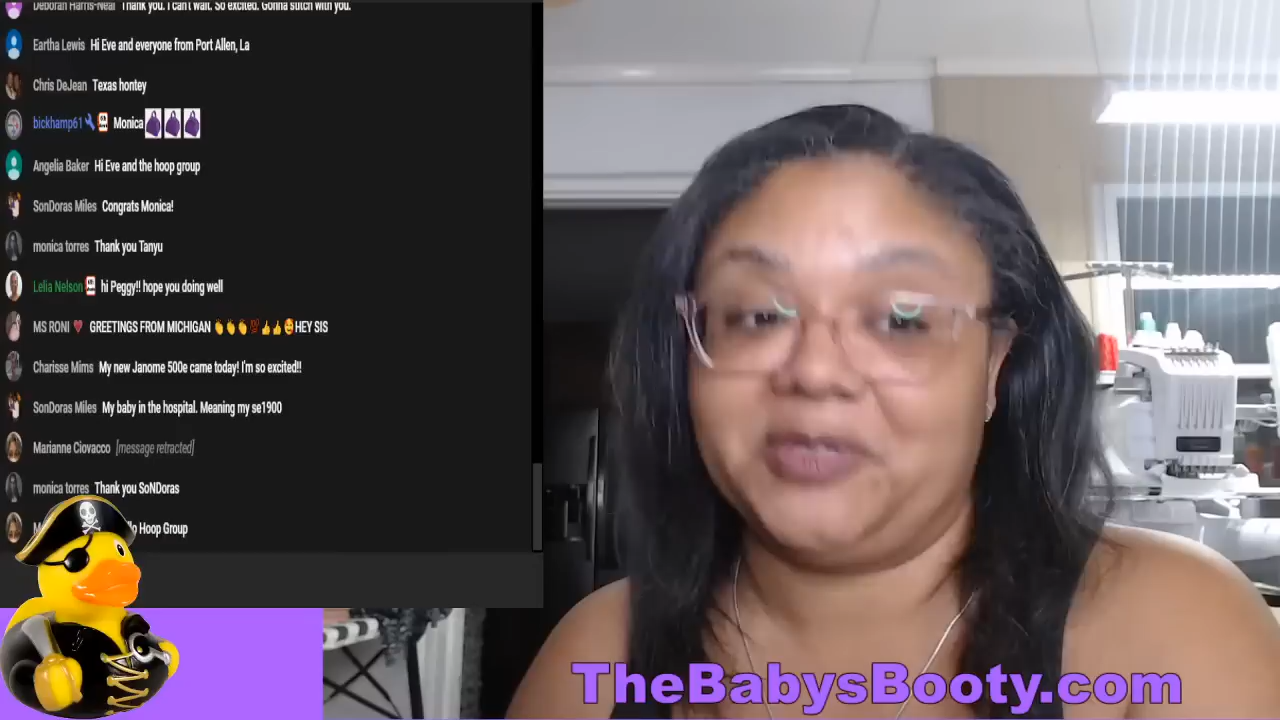 Deborah Harris-Neal Thank you. I can't wait. So excited. Gonna stitch with you.
Eartha Lewis Hi Eve and everyone from Port Allen, La
Chris DeJean Texas hontey
bickhamp61 Monica
Angelia Baker Hi Eve and the hoop group
SonDoras Miles Congrats Monica!
monica torres Thank you Tanyu
Lelia Nelson hi Peggy!! hope you doing well
MS RONI GREETINGS FROM MICHIGAN HEY SIS
Charisse Mims My new Janome 500e came today! I'm so excited!!
SonDoras Miles My baby in the hospital. Meaning my se1900
Marianne Ciovacco [message retracted]
monica torres Thank you SoNDoras
Hoop Group
TheBabysBooty.com